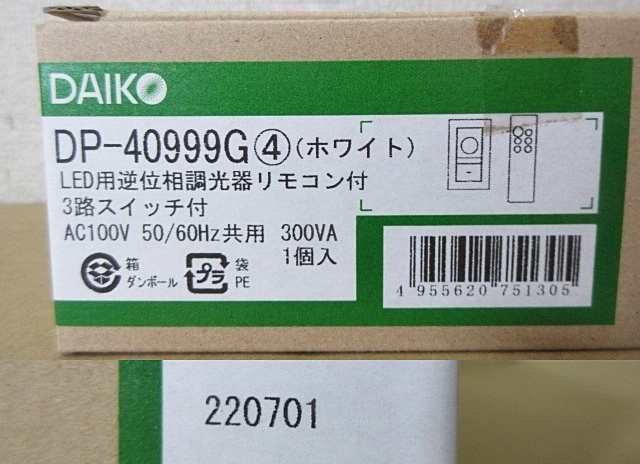 DAIKO
DP-40999G④(ホワイト)
LED用逆位相調光器リモコン付
3路スイッチ付
AC100V 50/60Hz共用 300VA
1個入
箱
ダンボール
プラ
袋
PE
4 955620 751305
220701